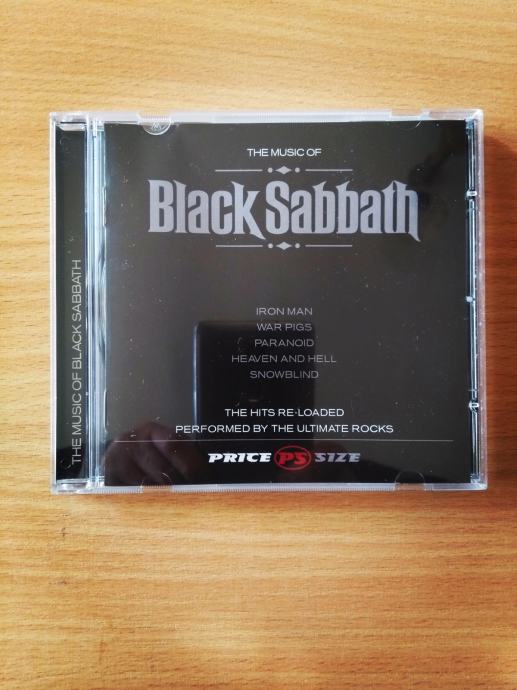 THE MUSIC OF
Black Sabbath
IRON MAN
WAR PIGS
PARANOID
HEAVEN AND HELL
SNOWBLIND
THE HITS RE-LOADED
PERFORMED BY THE ULTIMATE ROCKS
PRICE PS SIZE
THE MUSIC OF BLACK SABBATH